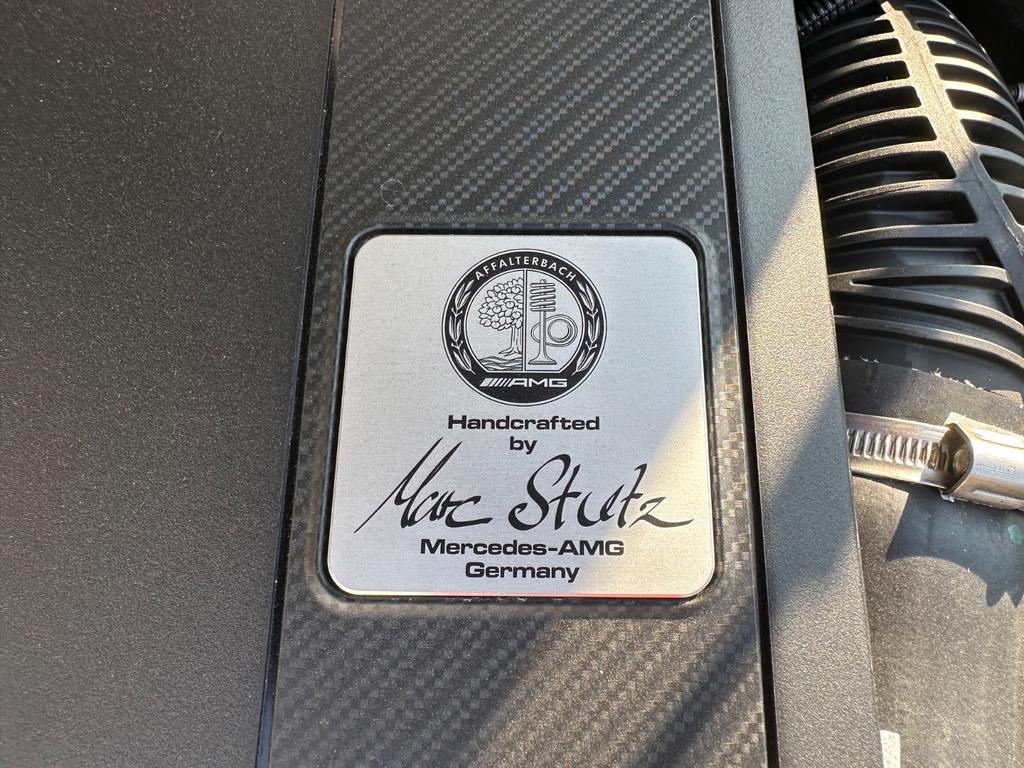 AFFALTERBACH
AMG
Handcrafted
by
Marc Stutz
Mercedes-AMG
Germany